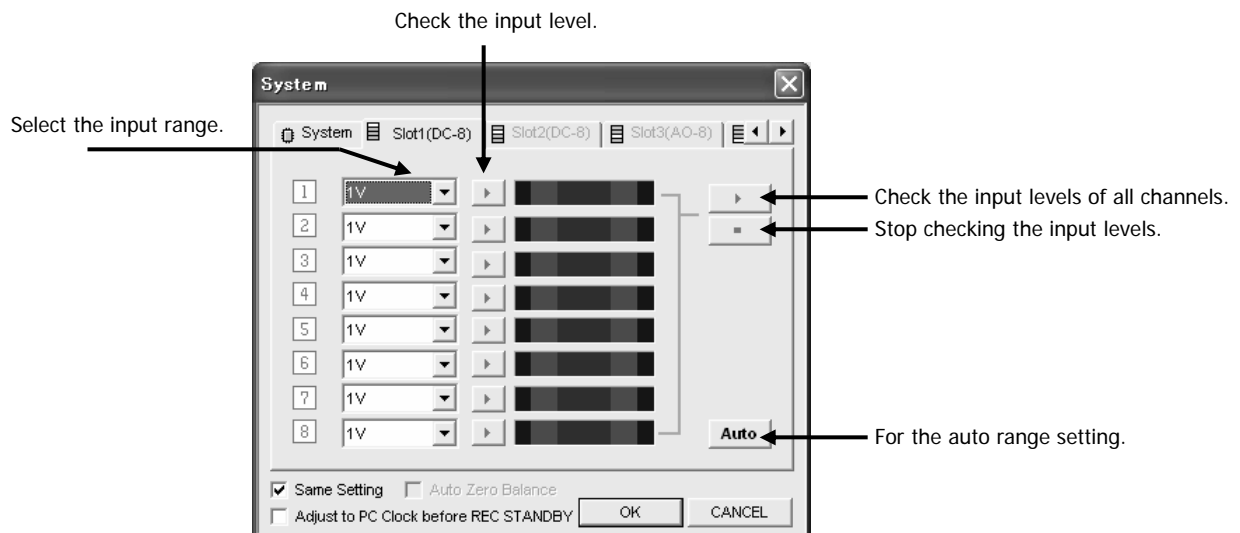 Check the input level.
System
Select the input range.
System Slot1(DC-8) Slot2(DC-8) Slot3(AO-8)
1 1V
Check the input levels of all channels.
2 1V
Stop checking the input levels.
3 1V
4 1V
5 1V
6 1V
7 1V
8 1V
Auto
For the auto range setting.
Same Setting Auto Zero Balance
Adjust to PC Clock before REC STANDBY OK CANCEL